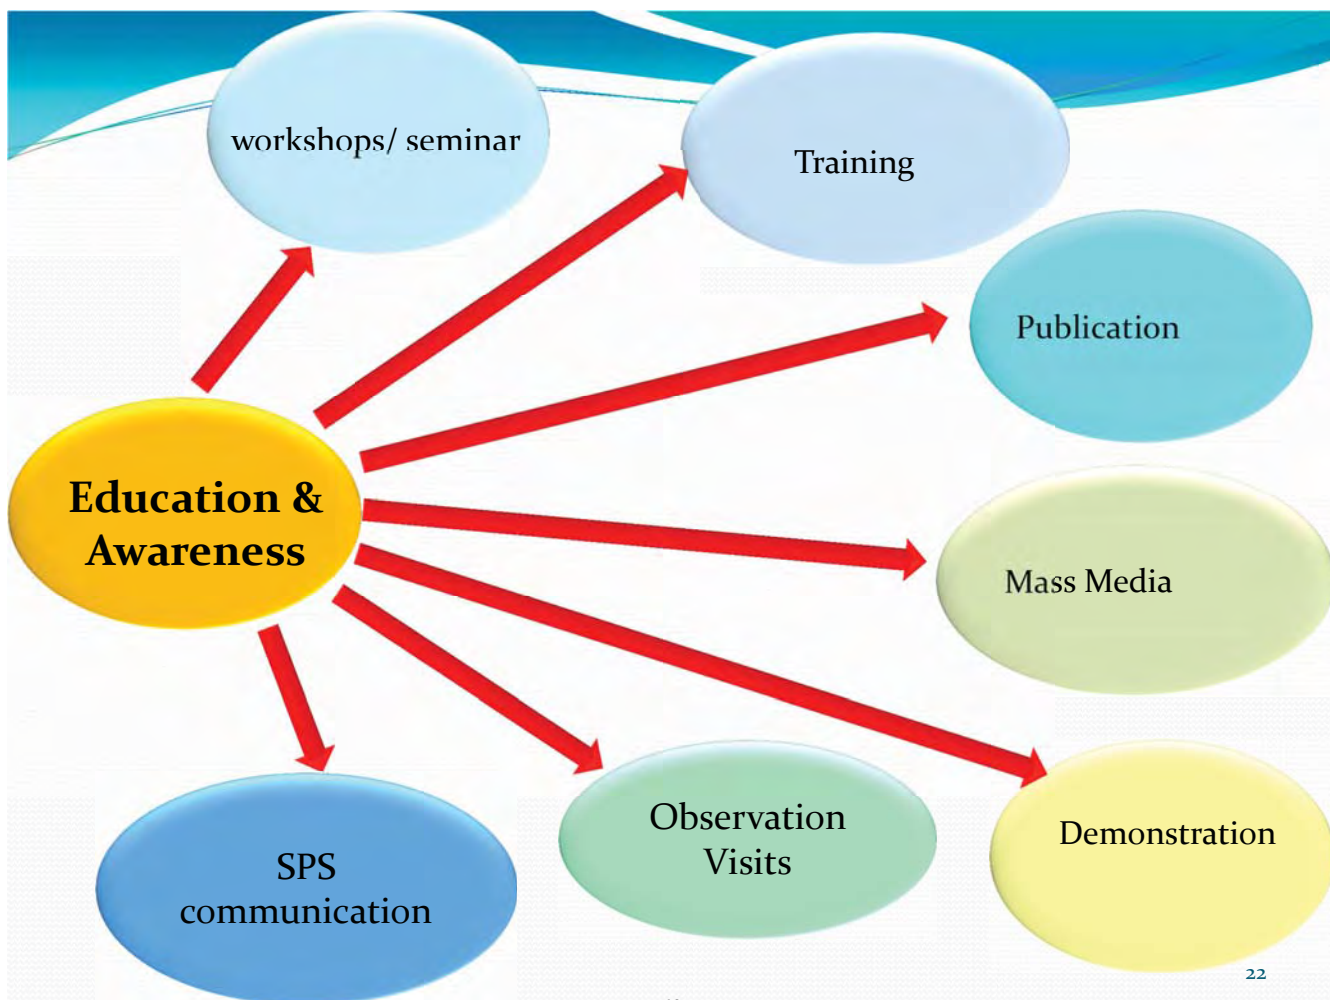 workshops/ seminar
Training
Publication
Education &
Awareness
Mass Media
Observation
Visits
Demonstration
SPS
communication
22